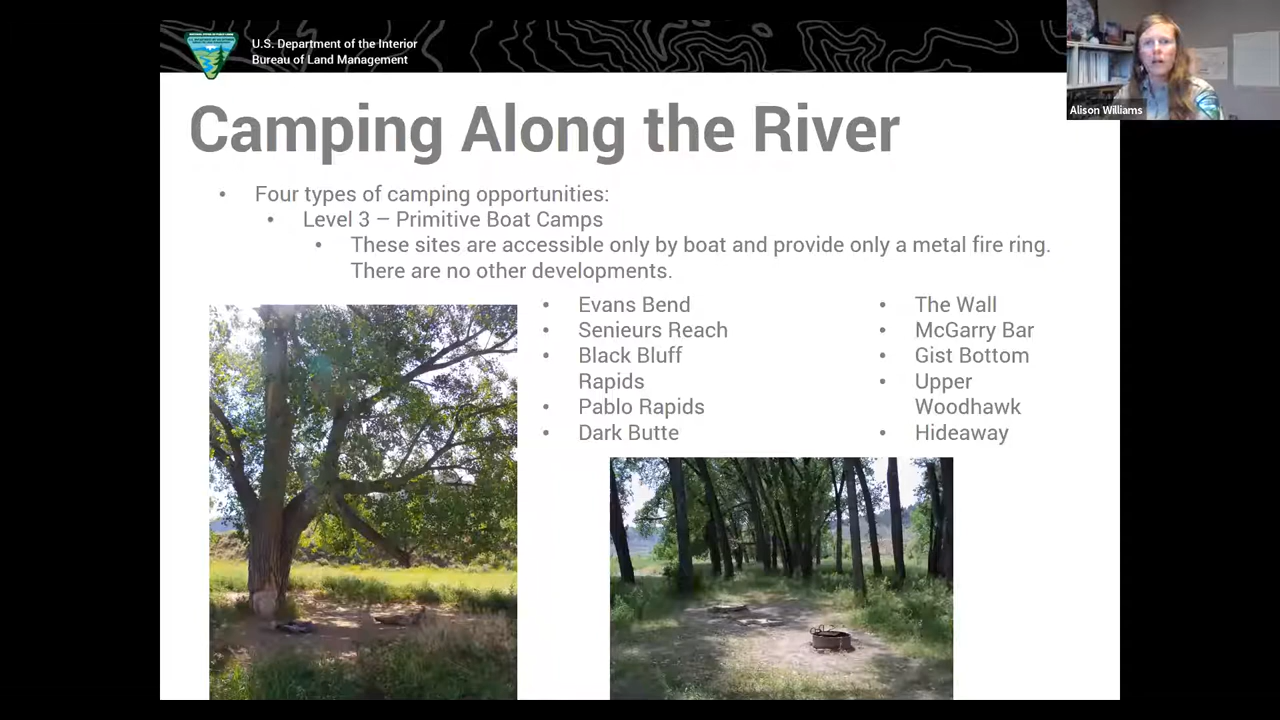 U.S. Department of the Interior
Bureau of Land Management
Alison Williams
Camping Along the River
• Four types of camping opportunities:
• Level 3 – Primitive Boat Camps
• These sites are accessible only by boat and provide only a metal fire ring.
There are no other developments.
• Evans Bend
• Senieurs Reach
• Black Bluff
Rapids
• Pablo Rapids
• Dark Butte
• The Wall
• McGarry Bar
• Gist Bottom
• Upper
Woodhawk
• Hideaway